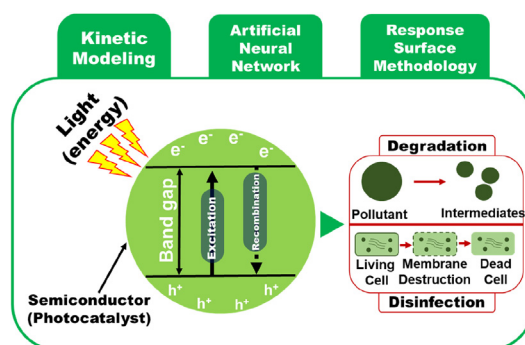 Kinetic
Modeling
Artificial
Neural
Network
Response
Surface
Methodology
Light
(energy)
e-
e-
e-
e-
Band gap
Excitation
Recombination
h+
h+
h+
h+
Semiconductor
(Photocatalyst)
Degradation
Pollutant
Intermediates
Living
Cell
Membrane
Destruction
Dead
Cell
Disinfection